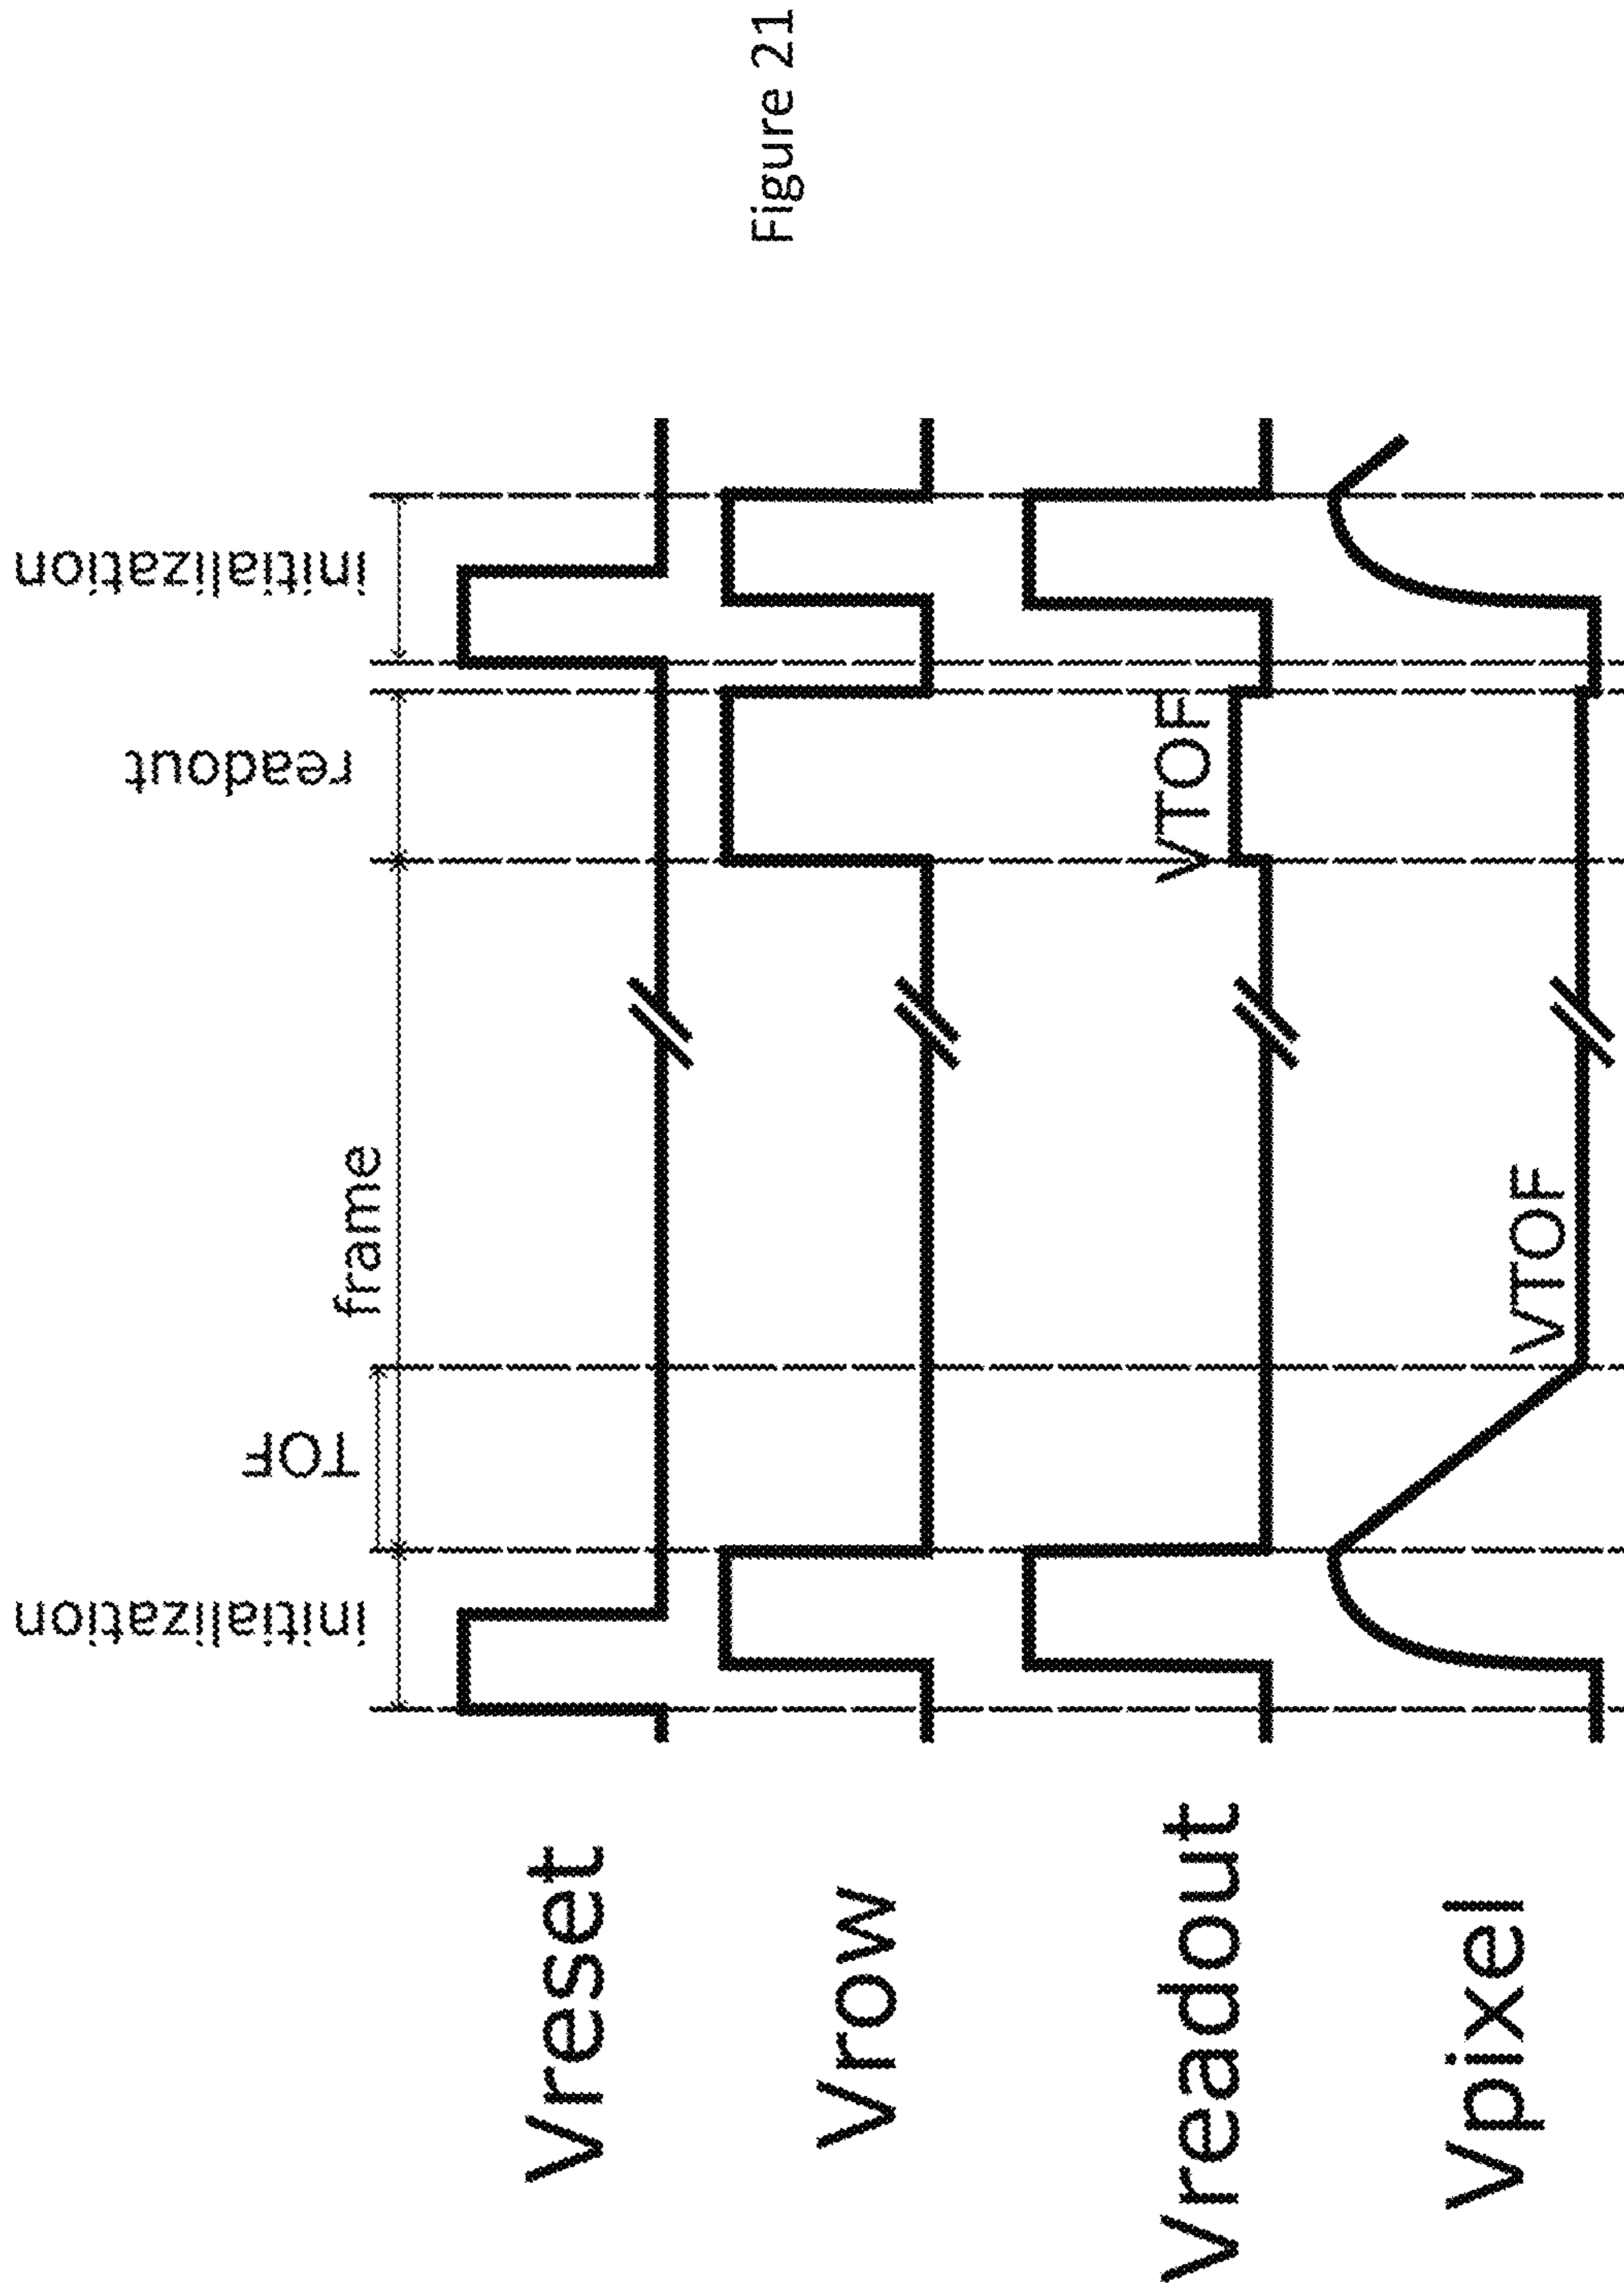 initialization
TOF
frame
readout
initialization
Vreset
Vrow
Vreadout
VTOF
Vpixel
VTOF
Figure 21